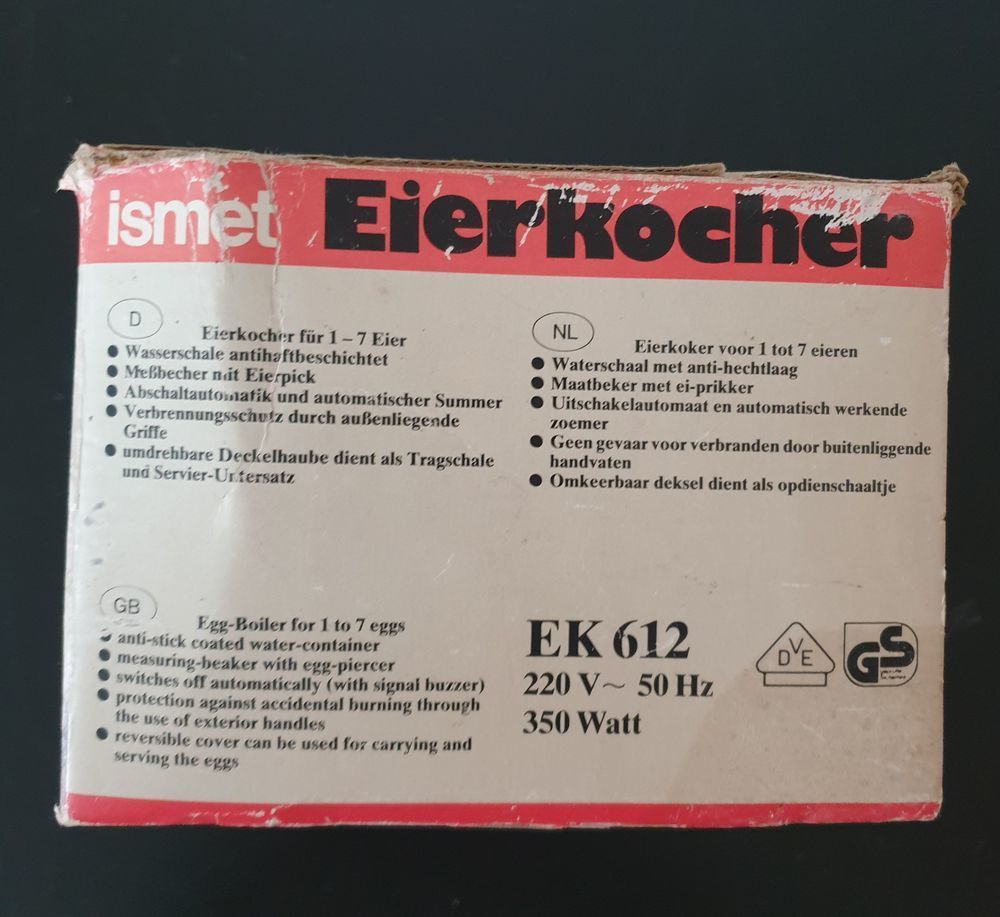 ismet Eierkocher
D
Eierkocher für 1 – 7 Eier
● Wasserschale antihaftbeschichtet
● Meßbecher mit Eierpick
● Abschaltautomatik und automatischer Summer
● Verbrennungsschutz durch außenliegende
Griffe
● umdrehbare Deckelhaube dient als Tragschale
und Servier-Untersatz
NL
Eierkoker voor 1 tot 7 eieren
● Waterschaal met anti-hechtlaag
● Maatbeker met ei-prikker
● Uitschakelautomaat en automatisch werkende
zoemer
● Geen gevaar voor verbranden door buitenliggende
handvaten
● Omkeerbaar deksel dient als opdienschaaltje
GB
Egg-Boiler for 1 to 7 eggs
● anti-stick coated water-container
● measuring-beaker with egg-piercer
● switches off automatically (with signal buzzer)
● protection against accidental burning through
the use of exterior handles
● reversible cover can be used for carrying and
serving the eggs
EK 612
220 V~ 50 Hz
350 Watt
DVE
GS